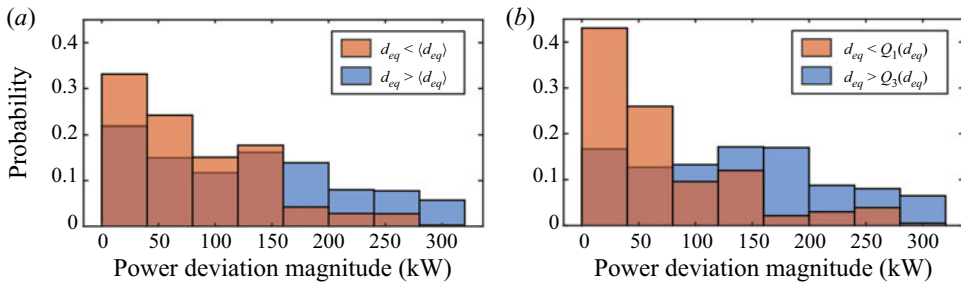 (a)
Probability
0.4
0.3
0.2
0.1
0
d_eq < ⟨d_eq⟩
d_eq > ⟨d_eq⟩
0 50 100 150 200 250 300
Power deviation magnitude (kW)
(b)
0.4
0.3
0.2
0.1
0
d_eq < Q_1(d_eq)
d_eq > Q_3(d_eq)
0 50 100 150 200 250 300
Power deviation magnitude (kW)